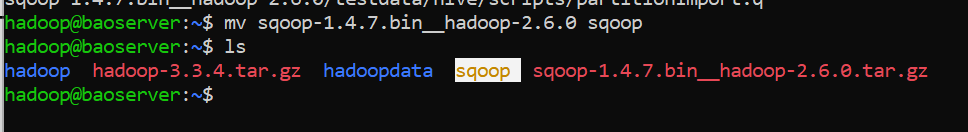 sqoop-1.4.7.bin__hadoop-2.6.0/testdata/hive/scripts/partitionImport.q
hadoop@baoserver:~$ mv sqoop-1.4.7.bin__hadoop-2.6.0 sqoop
hadoop@baoserver:~$ ls
hadoop hadoop-3.3.4.tar.gz hadoopdata sqoop sqoop-1.4.7.bin__hadoop-2.6.0.tar.gz
hadoop@baoserver:~$